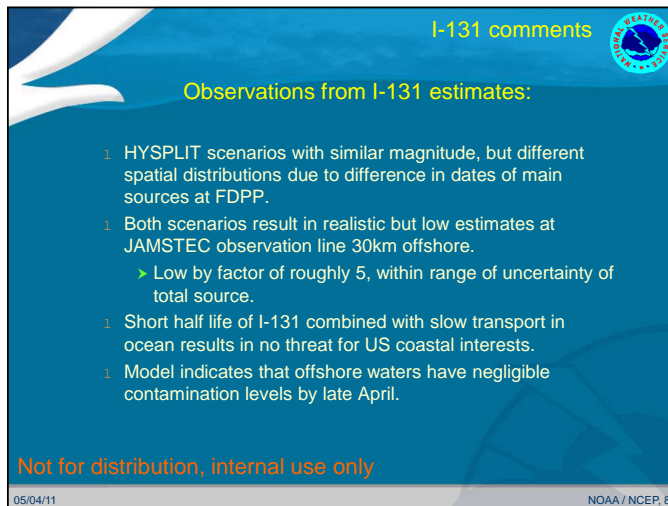 I-131 comments
NATIONAL WEATHER SERVICE
Observations from I-131 estimates:
ı HYSPLIT scenarios with similar magnitude, but different
spatial distributions due to difference in dates of main
sources at FDPP.
ı Both scenarios result in realistic but low estimates at
JAMSTEC observation line 30km offshore.
➢ Low by factor of roughly 5, within range of uncertainty of
total source.
ı Short half life of I-131 combined with slow transport in
ocean results in no threat for US coastal interests.
ı Model indicates that offshore waters have negligible
contamination levels by late April.
Not for distribution, internal use only
05/04/11
NOAA / NCEP, 8